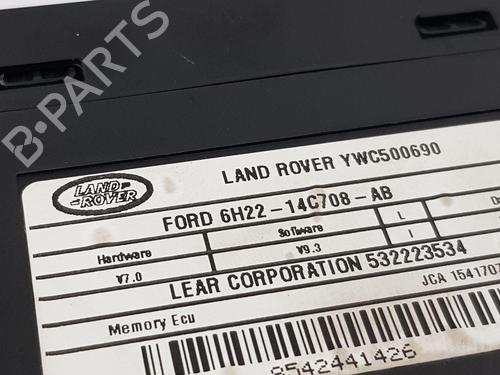 B-PARTS
LAND ROVER YWC500690
LAND-
-ROVER
FORD 6H22-14C708-AB
Hardware Software L
V7.0 V9.3 I
LEAR CORPORATION 532223534
Memory Ecu JCA 1541707
8542441426